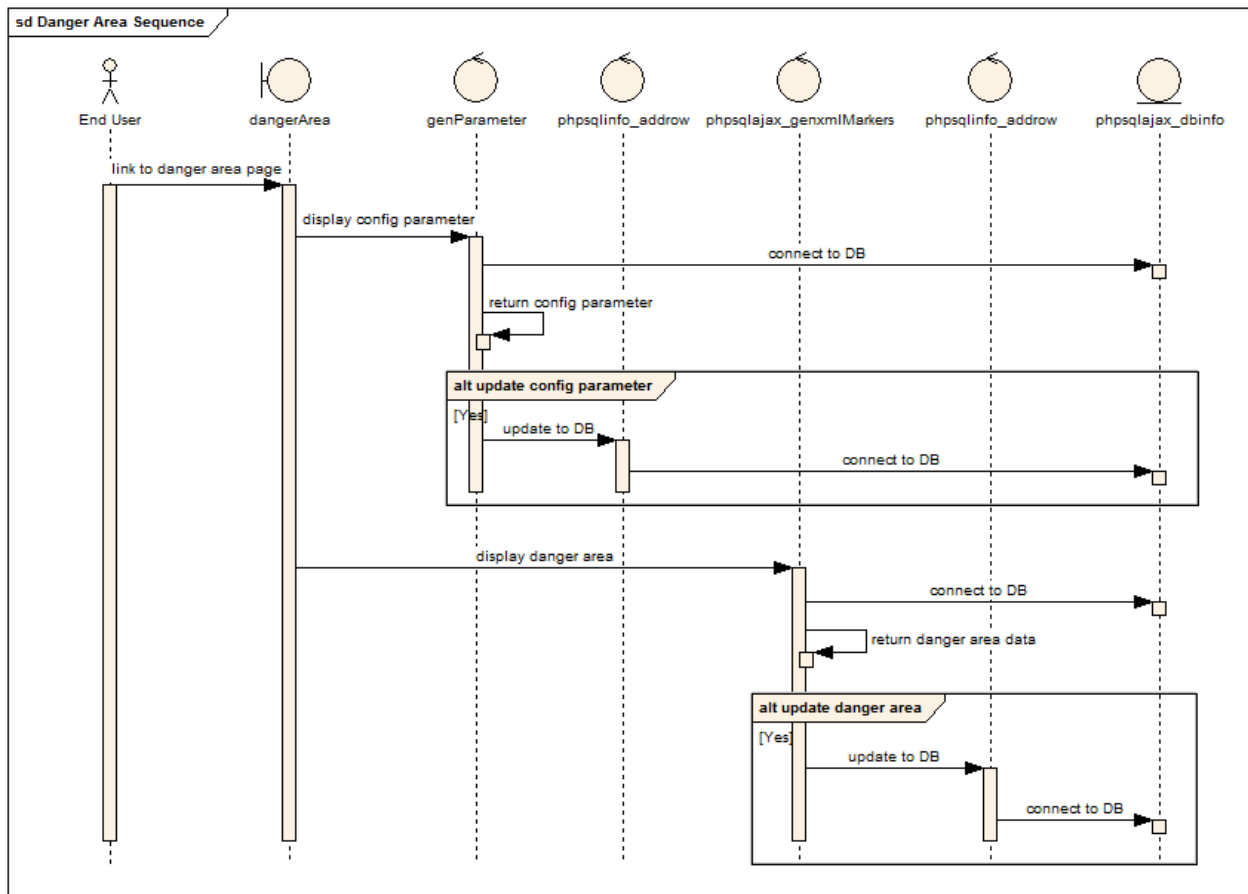 sd Danger Area Sequence
End User
dangerArea
genParameter
phpsqlinfo_addrow
phpsqlajax_genxmlMarkers
phpsqlinfo_addrow
phpsqlajax_dbinfo
link to danger area page
display config parameter
connect to DB
return config parameter
alt update config parameter
[Yes]
update to DB
connect to DB
display danger area
connect to DB
return danger area data
alt update danger area
[Yes]
update to DB
connect to DB